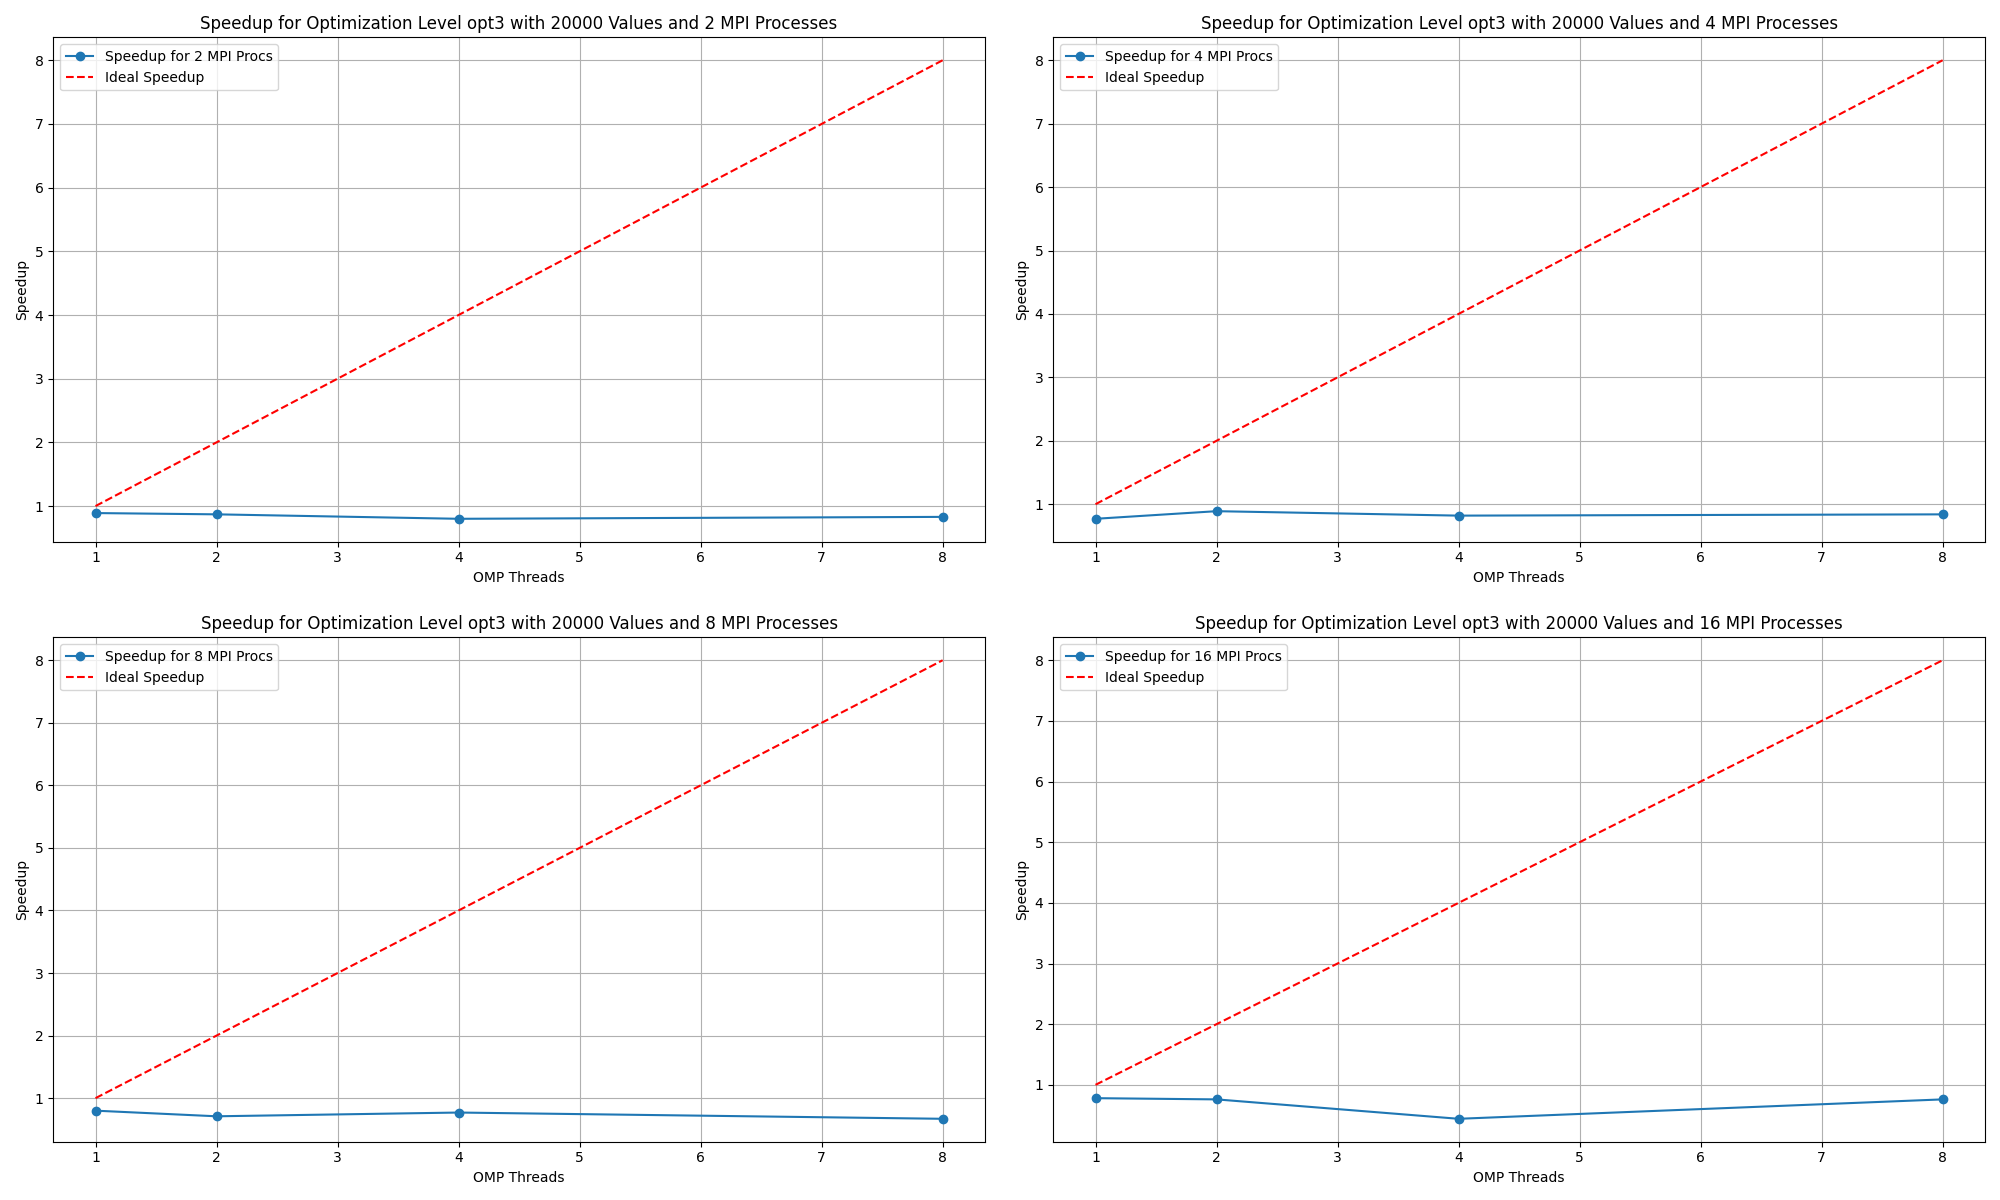 Speedup for Optimization Level opt3 with 20000 Values and 2 MPI Processes
Speedup for 2 MPI Procs
Ideal Speedup
8
7
6
5
4
3
2
1
Speedup
1 2 3 4 5 6 7 8
OMP Threads
Speedup for Optimization Level opt3 with 20000 Values and 4 MPI Processes
Speedup for 4 MPI Procs
Ideal Speedup
8
7
6
5
4
3
2
1
Speedup
1 2 3 4 5 6 7 8
OMP Threads
Speedup for Optimization Level opt3 with 20000 Values and 8 MPI Processes
Speedup for 8 MPI Procs
Ideal Speedup
8
7
6
5
4
3
2
1
Speedup
1 2 3 4 5 6 7 8
OMP Threads
Speedup for Optimization Level opt3 with 20000 Values and 16 MPI Processes
Speedup for 16 MPI Procs
Ideal Speedup
8
7
6
5
4
3
2
1
Speedup
1 2 3 4 5 6 7 8
OMP Threads